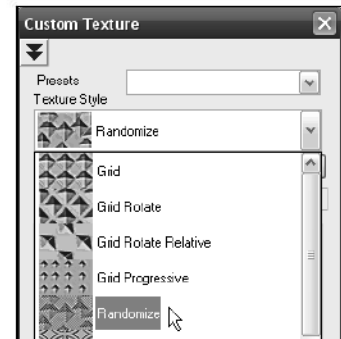 Custom Texture
Presets
Texture Style
Randomize
Grid
Grid Rotate
Grid Rotate Relative
Grid Progressive
Randomize